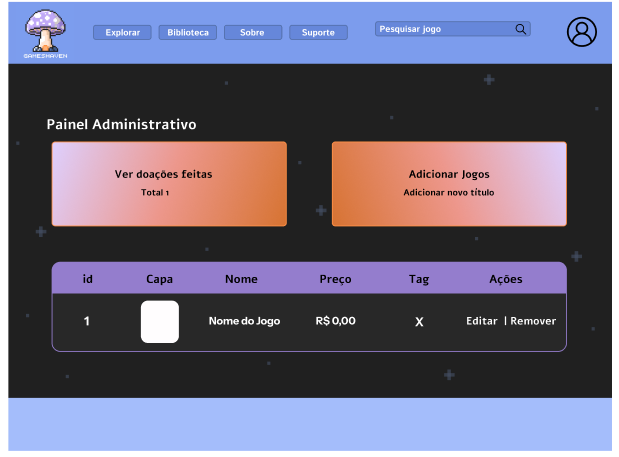 GAMESHAVEN
Explorar
Biblioteca
Sobre
Suporte
Pesquisar jogo
Painel Administrativo
Ver doações feitas
Total 1
Adicionar Jogos
Adicionar novo título
id Capa Nome Preço Tag Ações
1 Nome do Jogo R$ 0,00 X Editar | Remover